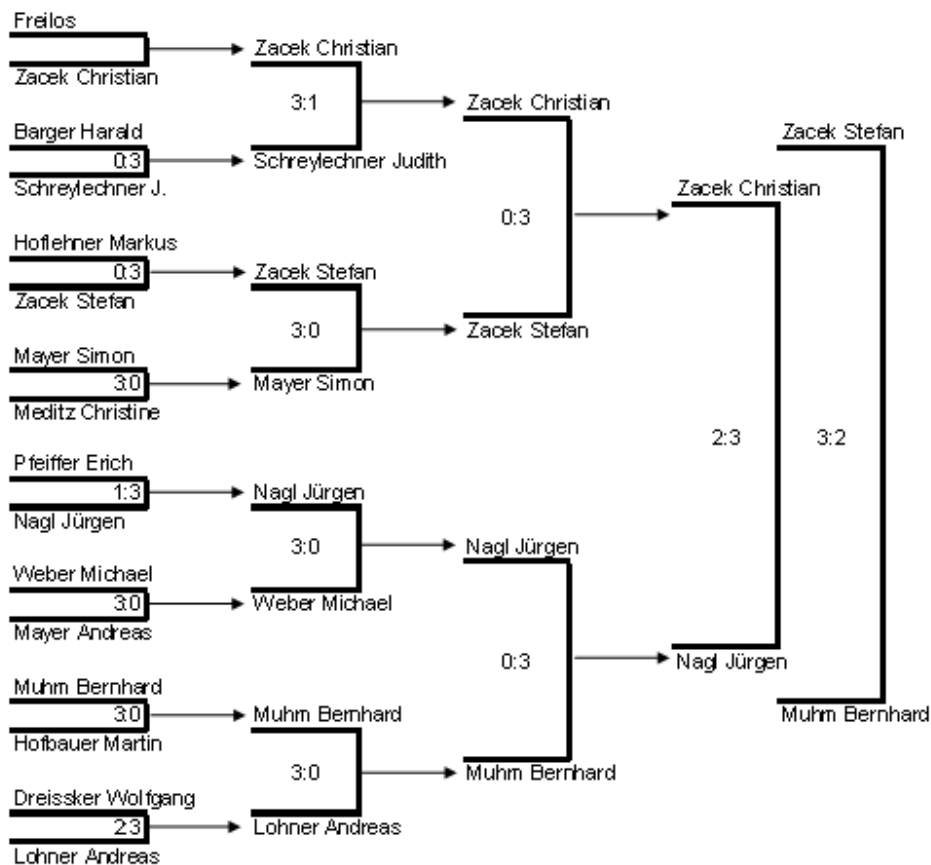 Freilos
Zacek Christian
Zacek Christian
3:1
Zacek Christian
Barger Harald
0:3
Schreylechner J.
Schreylechner Judith
Zacek Stefan
Zacek Christian
0:3
Hoflehner Markus
0:3
Zacek Stefan
Zacek Stefan
3:0
Zacek Stefan
Mayer Simon
3:0
Meditz Christine
Mayer Simon
2:3
3:2
Pfeiffer Erich
1:3
Nagl Jürgen
Nagl Jürgen
3:0
Nagl Jürgen
Weber Michael
3:0
Mayer Andreas
Weber Michael
0:3
Nagl Jürgen
Muhm Bernhard
Muhm Bernhard
3:0
Hofbauer Martin
Muhm Bernhard
3:0
Muhm Bernhard
Dreissker Wolfgang
2:3
Lohner Andreas
Lohner Andreas